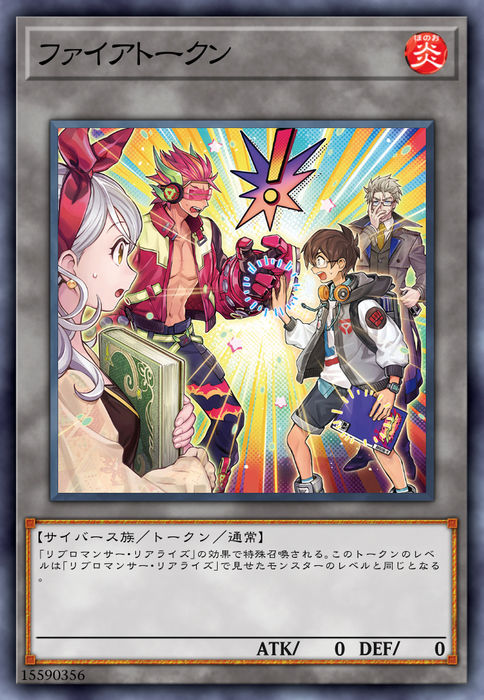 ファイアトークン
ほのお
炎
!
【サイバース族／トークン／通常】
「リブロマンサー・リアライズ」の効果で特殊召喚される。このトークンのレベ
ルは「リブロマンサー・リアライズ」で見せたモンスターのレベルと同じとなる
。
ATK/ 0 DEF/ 0
15590356